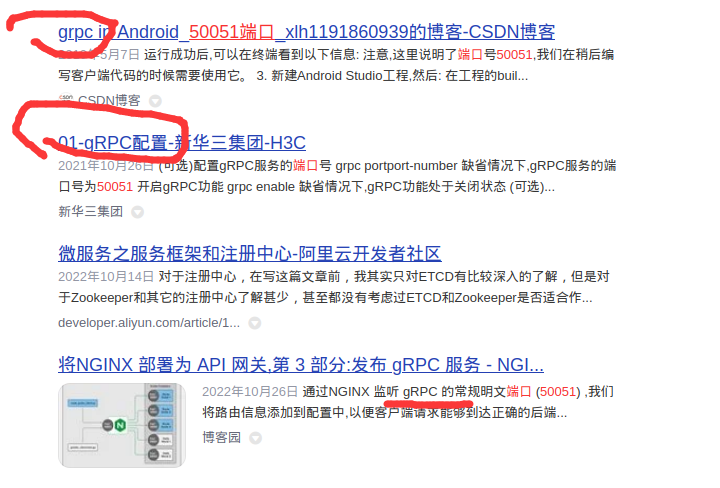 grpc in Android_50051端口_xlh1191860939的博客-CSDN博客
5月7日 运行成功后,可以在终端看到以下信息: 注意,这里说明了端口号50051,我们在稍后编
写客户端代码的时候需要使用它。 3. 新建Android Studio工程,然后: 在工程的buil...
CSDN博客
01-gRPC配置-新华三集团-H3C
2021年10月26日 (可选)配置gRPC服务的端口号 grpc portport-number 缺省情况下,gRPC服务的端
口号为50051 开启gRPC功能 grpc enable 缺省情况下,gRPC功能处于关闭状态 (可选)...
新华三集团
微服务之服务框架和注册中心-阿里云开发者社区
2022年10月14日 对于注册中心，在写这篇文章前，我其实只对ETCD有比较深入的了解，但是对
于Zookeeper和其它的注册中心了解甚少，甚至都没有考虑过ETCD和Zookeeper是否适合作...
developer.aliyun.com/article/1...
将NGINX 部署为 API 网关,第 3 部分:发布 gRPC 服务 - NGI...
2022年10月26日 通过NGINX 监听 gRPC 的常规明文端口 (50051) ,我们
将路由信息添加到配置中,以便客户端请求能够到达正确的后端...
博客园